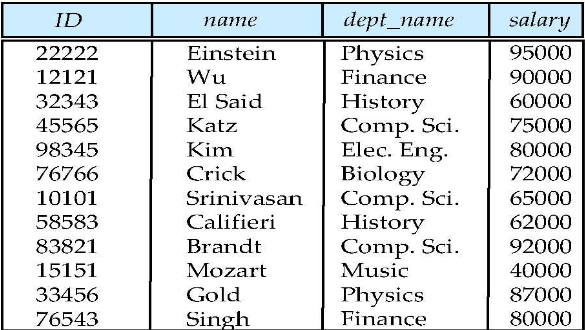 ID name dept_name salary
22222 Einstein Physics 95000
12121 Wu Finance 90000
32343 El Said History 60000
45565 Katz Comp. Sci. 75000
98345 Kim Elec. Eng. 80000
76766 Crick Biology 72000
10101 Srinivasan Comp. Sci. 65000
58583 Califieri History 62000
83821 Brandt Comp. Sci. 92000
15151 Mozart Music 40000
33456 Gold Physics 87000
76543 Singh Finance 80000